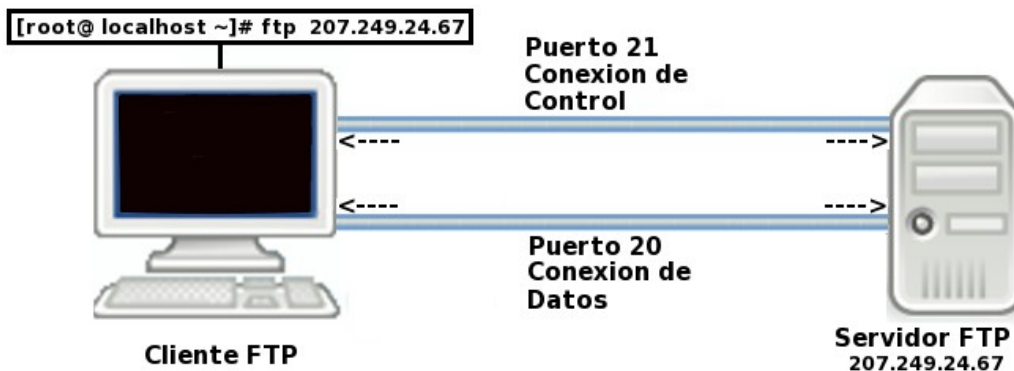 [root@ localhost ~]# ftp 207.249.24.67
Puerto 21
Conexion de
Control
<----
---->
<----
---->
Puerto 20
Conexion de
Datos
Cliente FTP
Servidor FTP
207.249.24.67